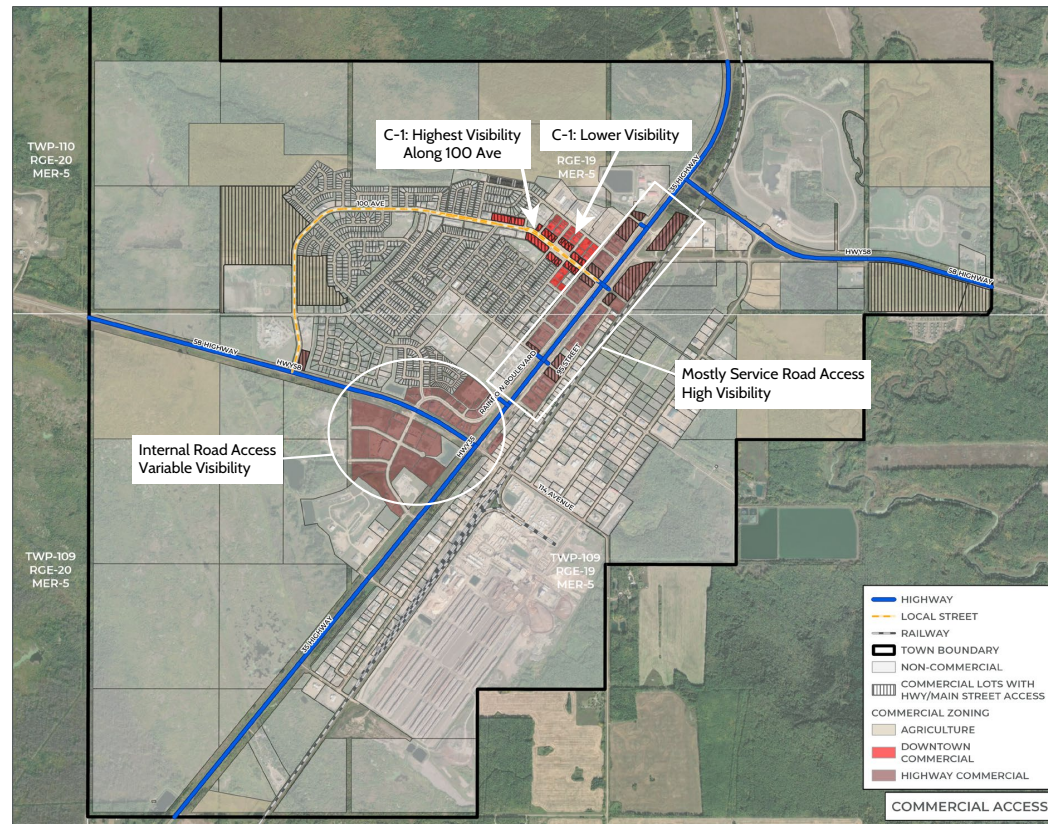 TWP-110
RGE-20
MER-5
C-1: Highest Visibility
Along 100 Ave
C-1: Lower Visibility
RGE-19
MER-5
35 HIGHWAY
100 AVE
HWY58
58 HIGHWAY
58 HIGHWAY
HWY58
RAINBOW BOULEVARD
95 STREET
Mostly Service Road Access
High Visibility
Internal Road Access
Variable Visibility
HWY35
114 AVENUE
TWP-109
RGE-20
MER-5
TWP-109
RGE-19
MER-5
35 HIGHWAY
HIGHWAY
LOCAL STREET
RAILWAY
TOWN BOUNDARY
NON-COMMERCIAL
COMMERCIAL LOTS WITH
HWY/MAIN STREET ACCESS
COMMERCIAL ZONING
AGRICULTURE
DOWNTOWN
COMMERCIAL
HIGHWAY COMMERCIAL
COMMERCIAL ACCESS